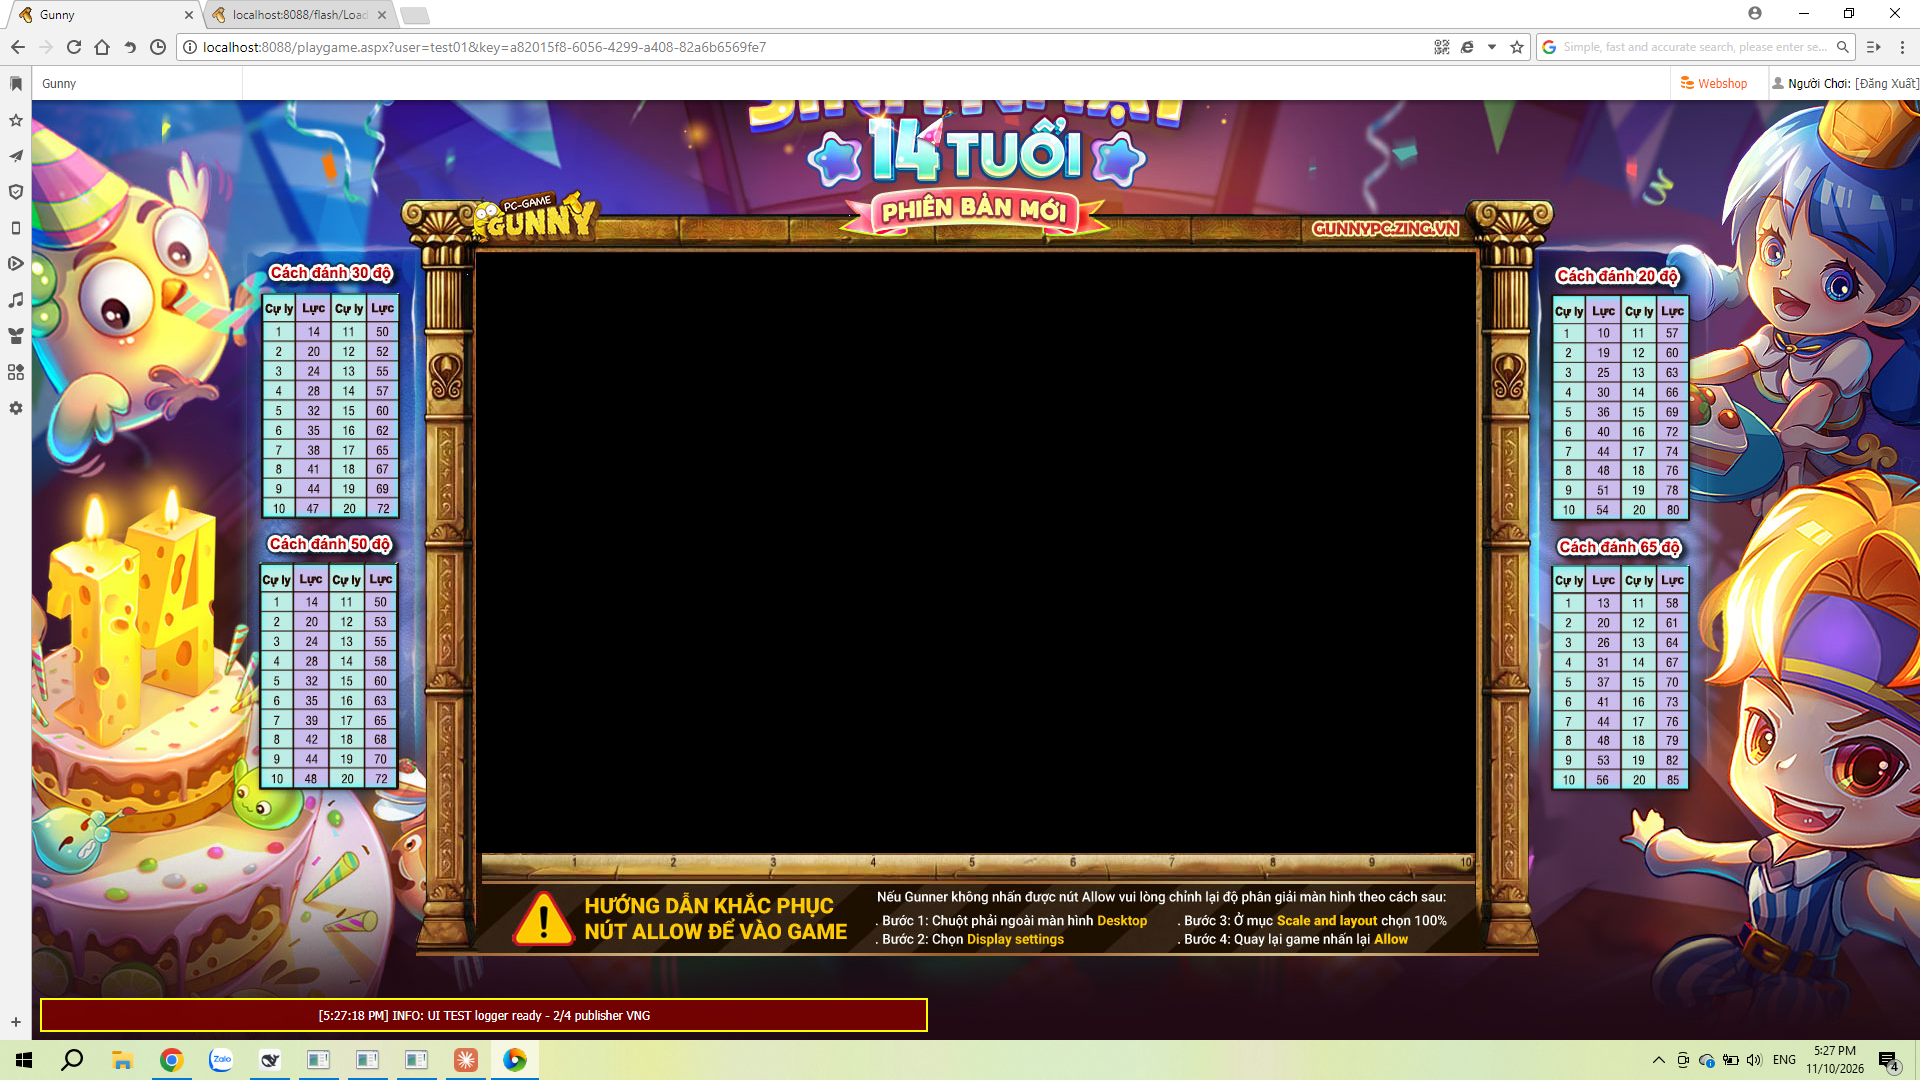 Gunny
localhost:8088/flash/Load
localhost:8088/playgame.aspx?user=test01&key=a82015f8-6056-4299-a408-82a6b6569fe7
Simple, fast and accurate search, please enter se...
Gunny
Webshop
Người Chơi: [Đăng Xuất]
14 TUỔI
PHIÊN BẢN MỚI
PC-GAME
GUNNY
GUNNYPC.ZING.VN
Cách đánh 30 độ
Cự ly Lực Cự ly Lực
1 14 11 50
2 20 12 52
3 24 13 55
4 28 14 57
5 32 15 60
6 35 16 62
7 38 17 65
8 41 18 67
9 44 19 69
10 47 20 72
Cách đánh 50 độ
Cự ly Lực Cự ly Lực
1 14 11 50
2 20 12 53
3 24 13 55
4 28 14 58
5 32 15 60
6 35 16 63
7 39 17 65
8 42 18 68
9 44 19 70
10 48 20 72
Cách đánh 20 độ
Cự ly Lực Cự ly Lực
1 10 11 57
2 19 12 60
3 25 13 63
4 30 14 66
5 36 15 69
6 40 16 72
7 44 17 74
8 48 18 76
9 51 19 78
10 54 20 80
Cách đánh 65 độ
Cự ly Lực Cự ly Lực
1 13 11 58
2 20 12 61
3 26 13 64
4 31 14 67
5 37 15 70
6 41 16 73
7 44 17 76
8 48 18 79
9 53 19 82
10 56 20 85
1 2 3 4 5 6 7 8 9 10
HƯỚNG DẪN KHẮC PHỤC
NÚT ALLOW ĐỂ VÀO GAME
Nếu Gunner không nhấn được nút Allow vui lòng chỉnh lại độ phân giải màn hình theo cách sau:
. Bước 1: Chuột phải ngoài màn hình Desktop
. Bước 2: Chọn Display settings
. Bước 3: Ở mục Scale and layout chọn 100%
. Bước 4: Quay lại game nhấn lại Allow
[5:27:18 PM] INFO: UI TEST logger ready - 2/4 publisher VNG
Zalo
ENG
5:27 PM
11/10/2026
4